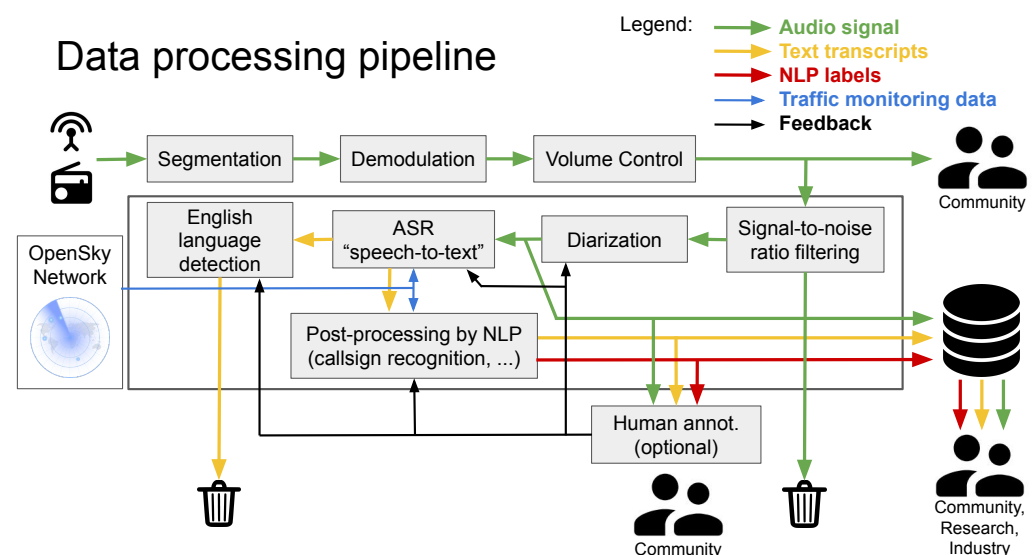 Data processing pipeline
Legend:
Audio signal
Text transcripts
NLP labels
Traffic monitoring data
Feedback
Segmentation
Demodulation
Volume Control
Community
English
language
detection
ASR
“speech-to-text”
Diarization
Signal-to-noise
ratio filtering
OpenSky
Network
Post-processing by NLP
(callsign recognition, ...)
Human annot.
(optional)
Community
Community,
Research,
Industry